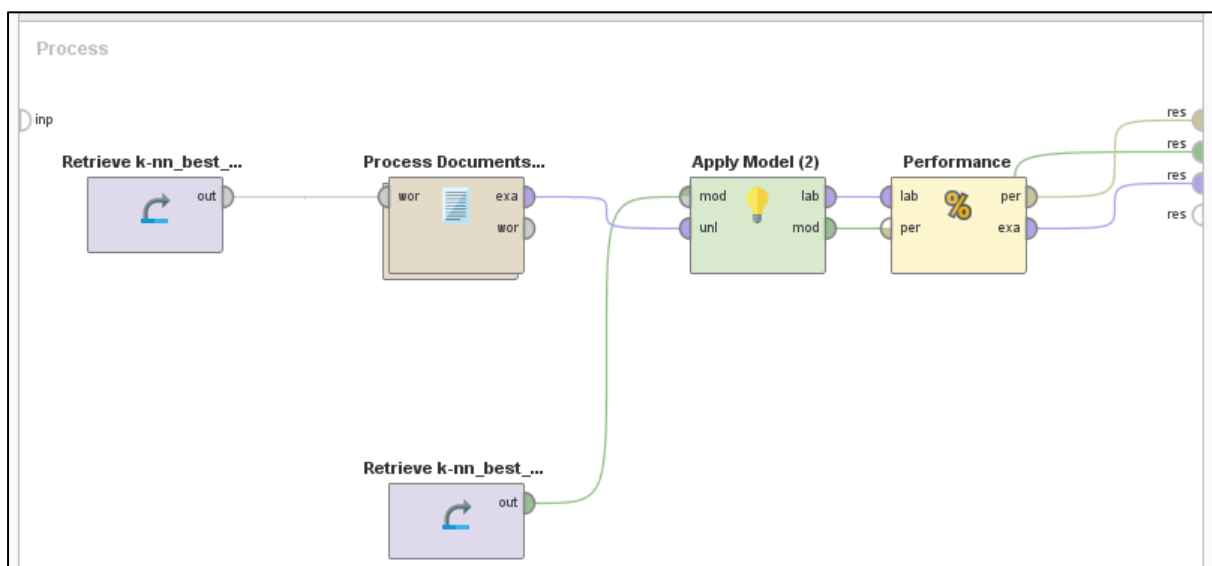 Process
inp
res
res
res
res
Retrieve k-nn_best_...
out
Process Documents...
wor
exa
wor
Apply Model (2)
mod
lab
unl
mod
Performance
%
lab
per
per
exa
Retrieve k-nn_best_...
out